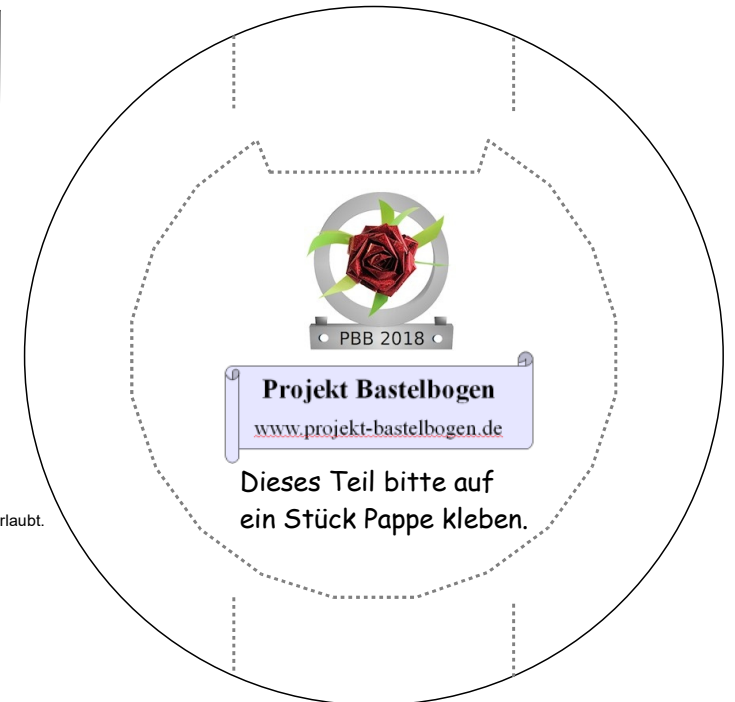 PBB 2018
Projekt Bastelbogen
www.projekt-bastelbogen.de
Dieses Teil bitte auf
ein Stück Pappe kleben.
rlaubt.